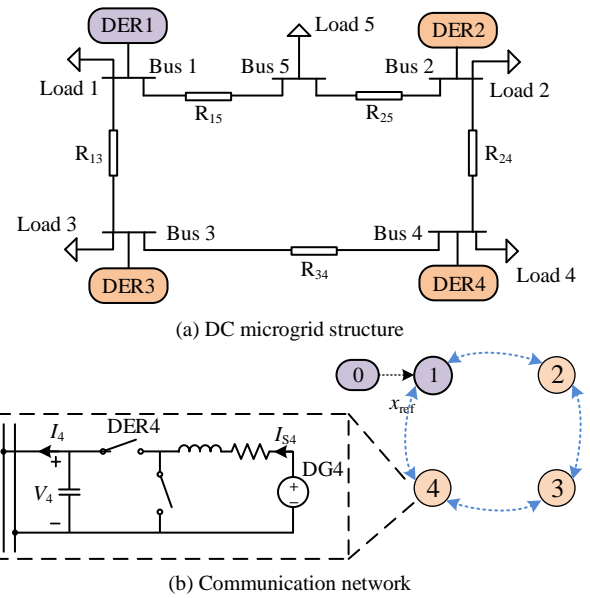 DER1
Load 5
DER2
Bus 1
Bus 5
Bus 2
Load 1
Load 2
R15
R25
R13
R24
Load 3
Bus 3
Bus 4
R34
Load 4
DER3
DER4
(a) DC microgrid structure
0
1
2
xref
I4
DER4
IS4
+
V4
−
+
−
DG4
4
3
(b) Communication network